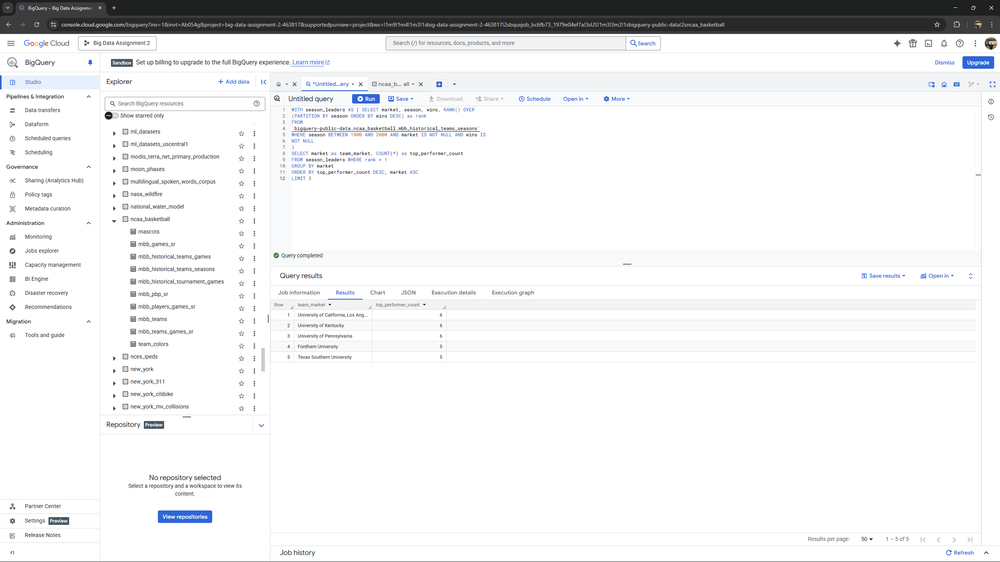 BigQuery – Big Data Assignmen
console.cloud.google.com/bigquery?inv=1&invt=Ab054g&project=big-data-assignment-2-463817&supportedpurview=project&ws=!1m9!1m4!1m3!1sbig-data-assignment-2-463817!2sbquxjob_bc6fb73_1979e04ef7a!3sUS!1m3!3m2!1sbigquery-public-data!2sncaa_basketball
Google Cloud
Big Data Assignment 2
Search (/) for resources, docs, products, and more
Search
BigQuery
Sandbox Set up billing to upgrade to the full BigQuery experience. Learn more
Dismiss
Upgrade
Studio
Pipelines & Integration
Data transfers
Dataform
Scheduled queries
Scheduling
Governance
Sharing (Analytics Hub)
Policy tags
Metadata curation
Administration
Monitoring
Jobs explorer
Capacity management
BI Engine
Disaster recovery
Recommendations
Migration
Tools and guide
Partner Center
Settings Preview
Release Notes
Explorer
+ Add data
Search BigQuery resources
Show starred only
ml_datasets
ml_datasets_uscentral1
modis_terra_net_primary_production
moon_phases
multilingual_spoken_words_corpus
nasa_wildfire
national_water_model
ncaa_basketball
mascots
mbb_games_sr
mbb_historical_teams_games
mbb_historical_teams_seasons
mbb_historical_tournament_games
mbb_pbp_sr
mbb_players_games_sr
mbb_teams
mbb_teams_games_sr
team_colors
nces_ipeds
new_york
new_york_311
new_york_citibike
new_york_mv_collisions
Repository Preview
No repository selected
Select a repository and a workspace to view its
content.
View repositories
*Untitled...ery
ncaa_b... all
Untitled query
Run
Save
Download
Share
Schedule
Open in
More
1 WITH season_leaders AS ( SELECT market, season, wins, RANK() OVER
2 (PARTITION BY season ORDER BY wins DESC) as rank
3 FROM
4 `bigquery-public-data.ncaa_basketball.mbb_historical_teams_seasons`
5 WHERE season BETWEEN 1900 AND 2000 AND market IS NOT NULL AND wins IS
6 NOT NULL
7 )
8 SELECT market as team_market, COUNT(*) as top_performer_count
9 FROM season_leaders WHERE rank = 1
10 GROUP BY market
11 ORDER BY top_performer_count DESC, market ASC
12 LIMIT 5
Query completed
Query results
Save results
Open in
Job information
Results
Chart
JSON
Execution details
Execution graph
Row team_market top_performer_count
1 University of California, Los Ang... 6
2 University of Kentucky 6
3 University of Pennsylvania 6
4 Fordham University 5
5 Texas Southern University 5
Results per page: 50 1 – 5 of 5
Job history
Refresh